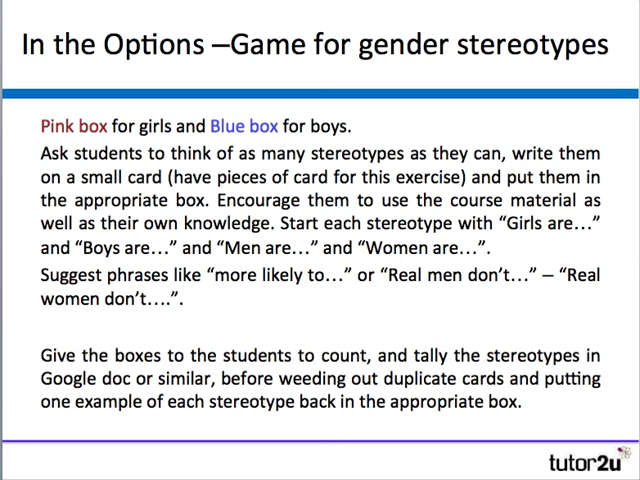 In the Options –Game for gender stereotypes
Pink box for girls and Blue box for boys.
Ask students to think of as many stereotypes as they can, write them
on a small card (have pieces of card for this exercise) and put them in
the appropriate box. Encourage them to use the course material as
well as their own knowledge. Start each stereotype with “Girls are…”
and “Boys are…” and “Men are…” and “Women are…”.
Suggest phrases like “more likely to…” or “Real men don’t…” – “Real
women don’t….”.
Give the boxes to the students to count, and tally the stereotypes in
Google doc or similar, before weeding out duplicate cards and putting
one example of each stereotype back in the appropriate box.
tutor2u